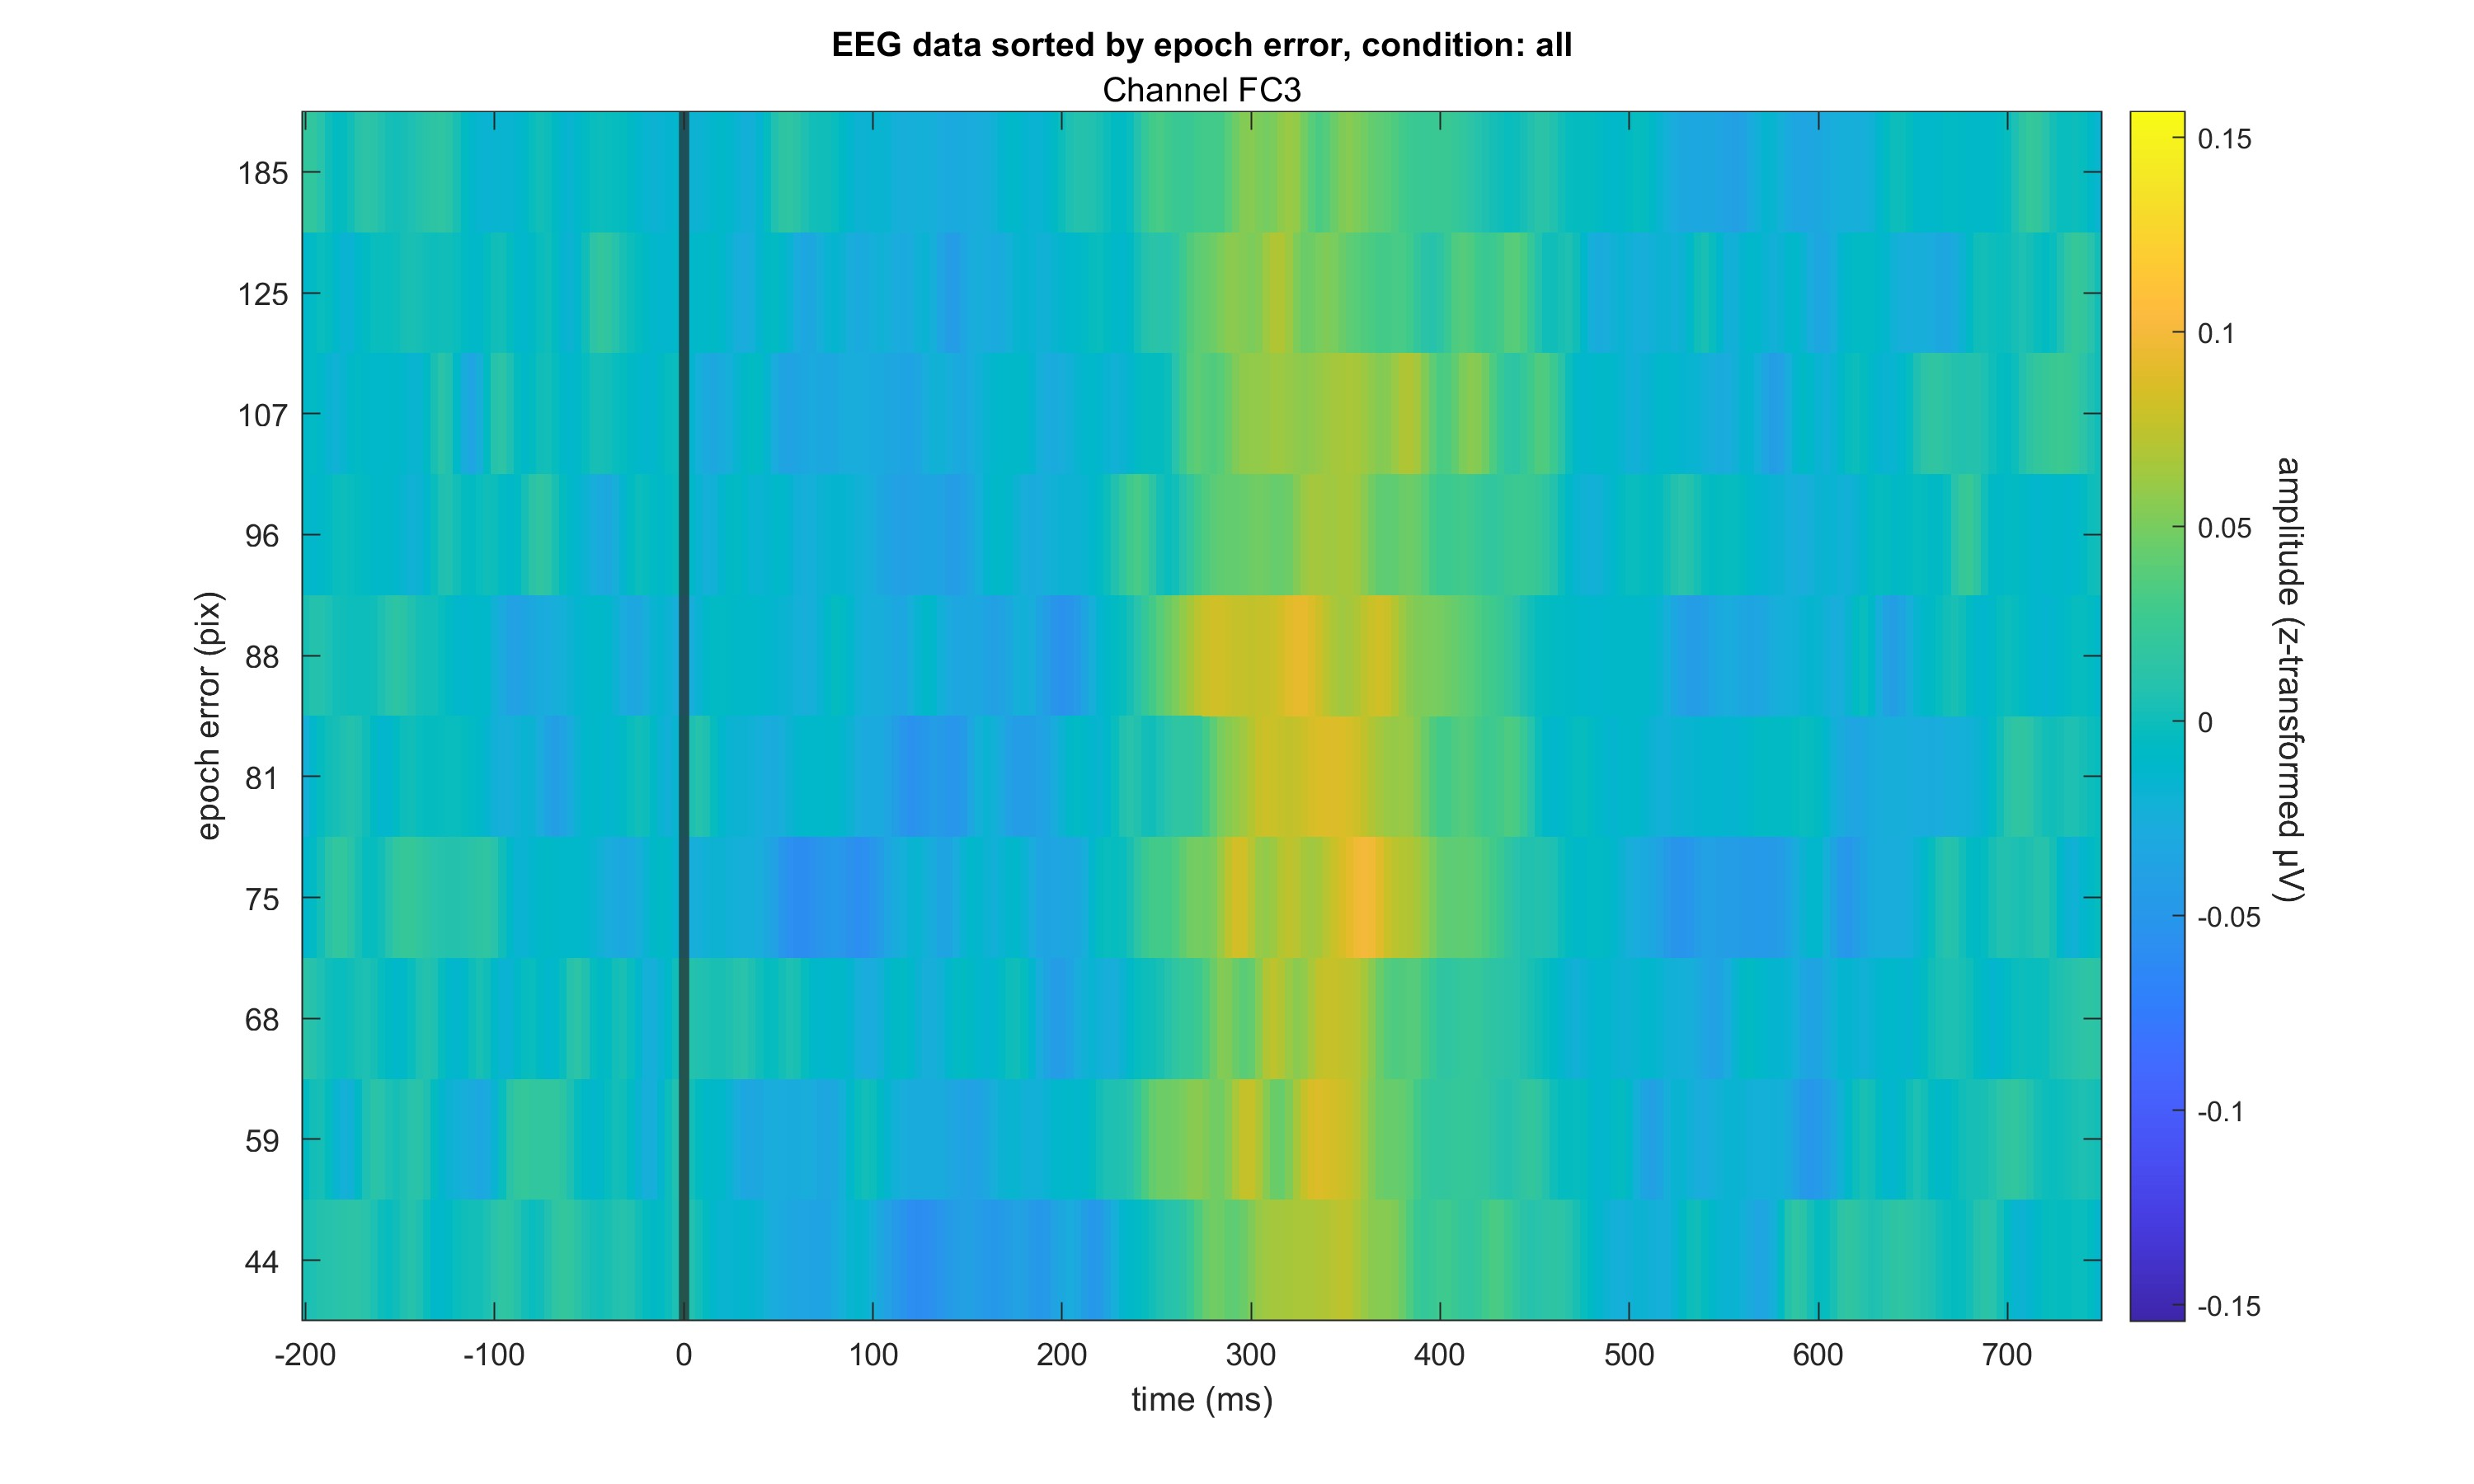 EEG data sorted by epoch error, condition: all
Channel FC3
epoch error (pix)
185
125
107
96
88
81
75
68
59
44
-200 -100 0 100 200 300 400 500 600 700
time (ms)
0.15
0.1
0.05
0
-0.05
-0.1
-0.15
amplitude (z-transformed µV)